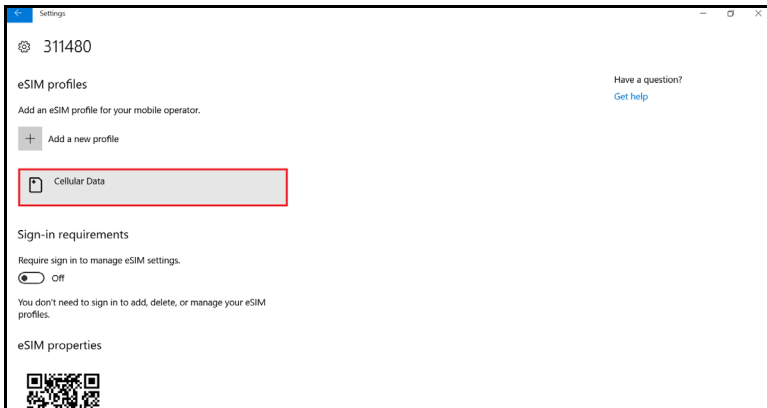 Settings
311480
eSIM profiles
Add an eSIM profile for your mobile operator.
Add a new profile
Cellular Data
Sign-in requirements
Require sign in to manage eSIM settings.
Off
You don't need to sign in to add, delete, or manage your eSIM
profiles.
eSIM properties
Have a question?
Get help